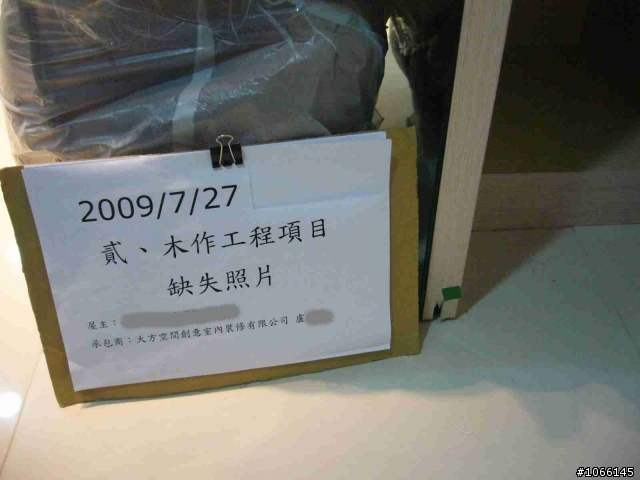 2009/7/27
貳、木作工程項目
缺失照片
屋主：
承包商：大方空間創意室內裝修有限公司 盧
#1066145